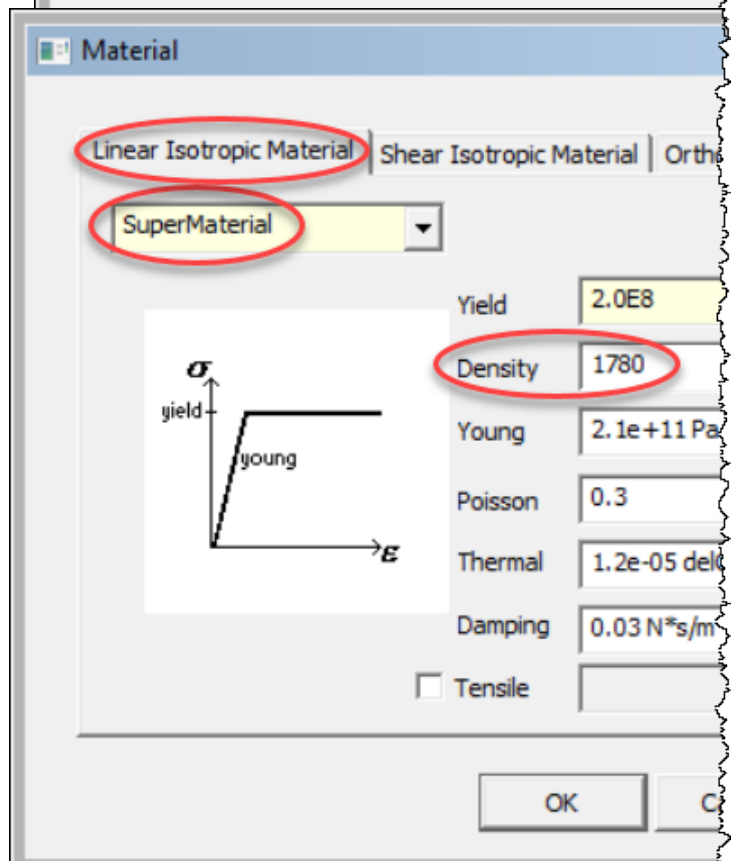 Material
Linear Isotropic Material Shear Isotropic Material
SuperMaterial
Yield 2.0E8
σ
yield
young
ε
Density 1780
Young 2.1e+11 Pa
Poisson 0.3
Thermal 1.2e-05
Damping 0.03 N*s/m
Tensile
OK